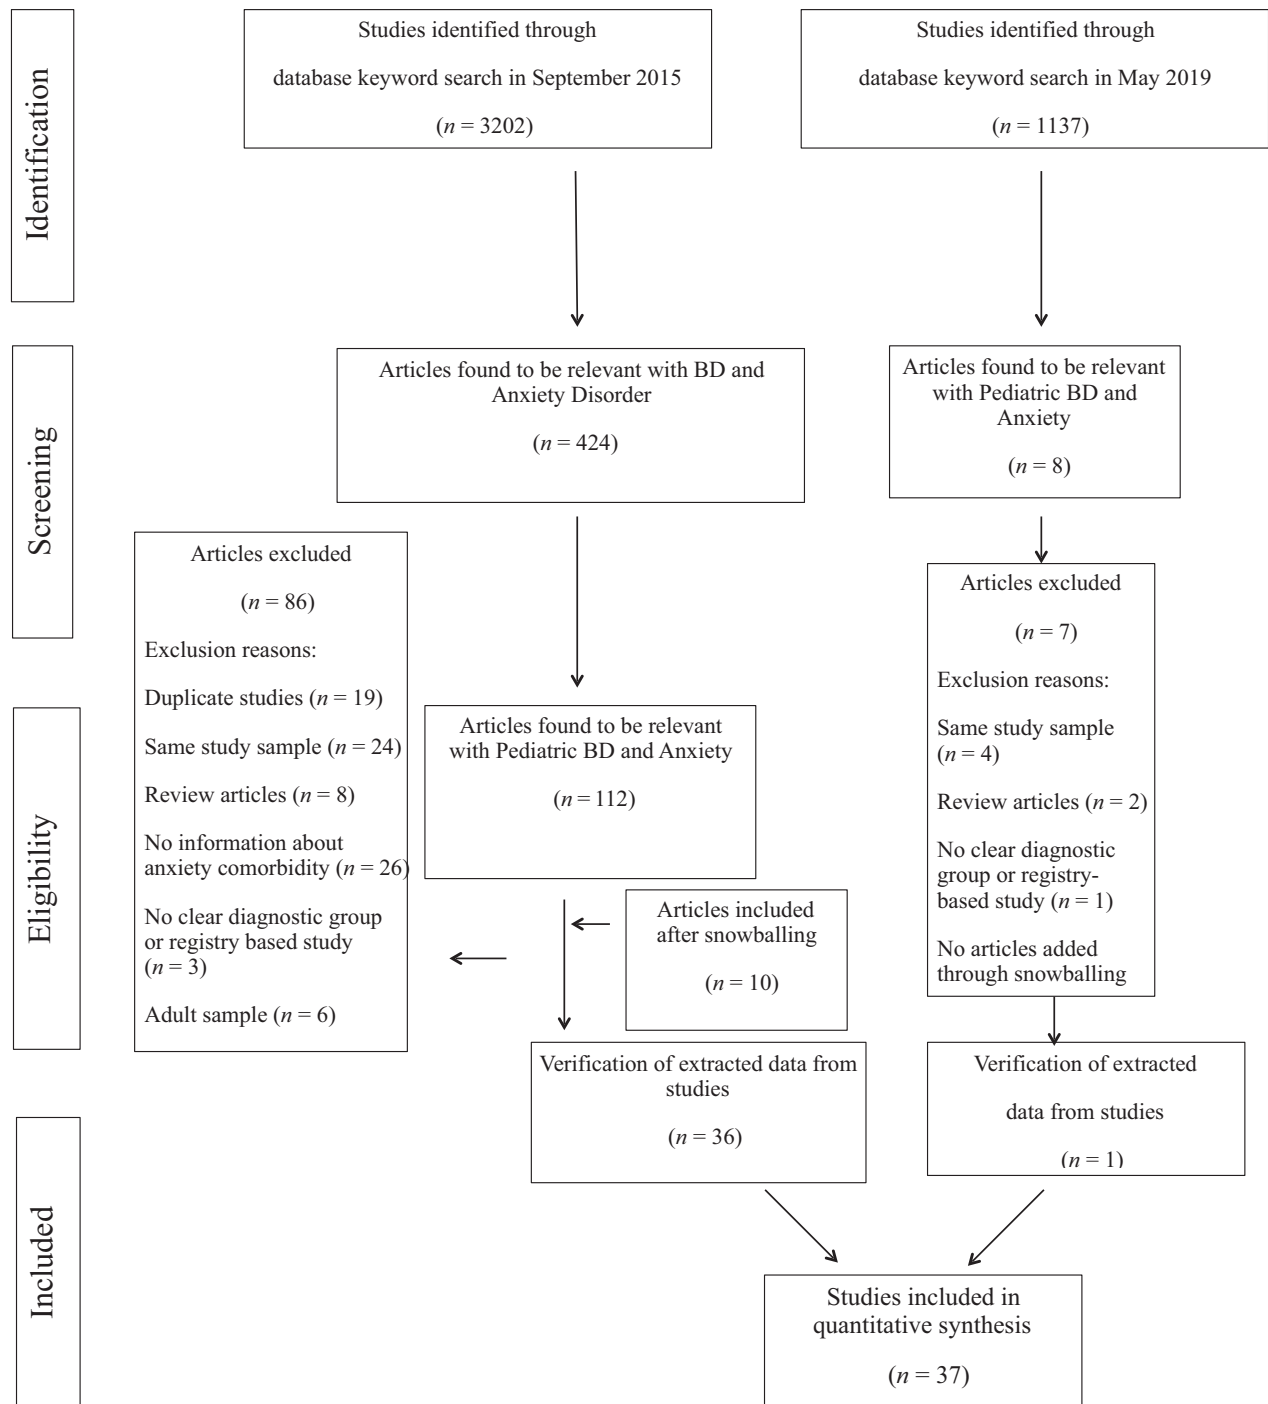 Identification
Studies identified through
database keyword search in September 2015
(n = 3202)
Studies identified through
database keyword search in May 2019
(n = 1137)
Screening
Articles found to be relevant with BD and
Anxiety Disorder
(n = 424)
Articles found to be relevant
with Pediatric BD and
Anxiety
(n = 8)
Articles excluded
(n = 86)
Exclusion reasons:
Duplicate studies (n = 19)
Same study sample (n = 24)
Review articles (n = 8)
No information about
anxiety comorbidity (n = 26)
No clear diagnostic group
or registry based study
(n = 3)
Adult sample (n = 6)
Articles excluded
(n = 7)
Exclusion reasons:
Same study sample
(n = 4)
Review articles (n = 2)
No clear diagnostic
group or registry-
based study (n = 1)
No articles added
through snowballing
Eligibility
Articles found to be relevant
with Pediatric BD and Anxiety
(n = 112)
Articles included
after snowballing
(n = 10)
Verification of extracted data from
studies
(n = 36)
Verification of extracted
data from studies
(n = 1)
Included
Studies included in
quantitative synthesis
(n = 37)